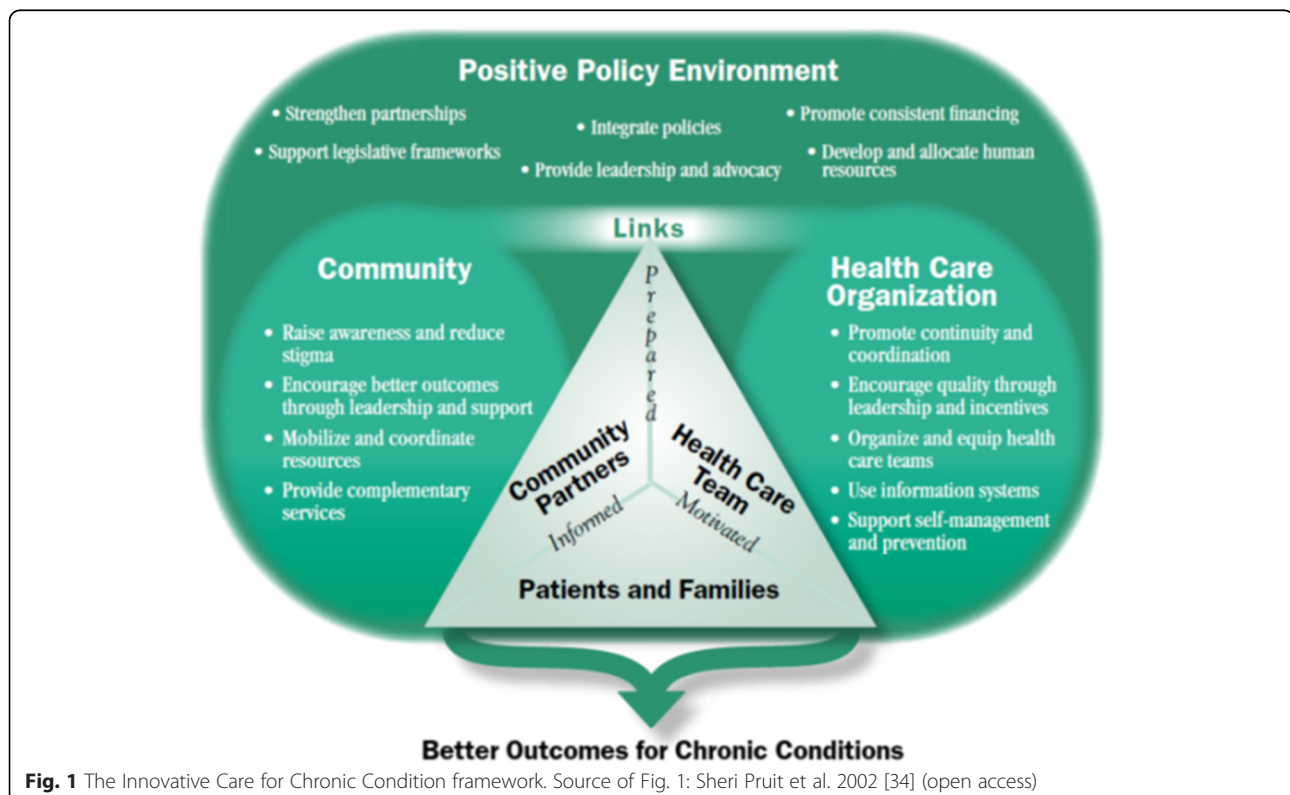 Positive Policy Environment
• Strengthen partnerships
• Support legislative frameworks
• Integrate policies
• Provide leadership and advocacy
• Promote consistent financing
• Develop and allocate human
resources
Links
Community
• Raise awareness and reduce
stigma
• Encourage better outcomes
through leadership and support
• Mobilize and coordinate
resources
• Provide complementary
services
Prepared
Community
Partners
Informed
Health Care
Team
Motivated
Patients and Families
Health Care
Organization
• Promote continuity and
coordination
• Encourage quality through
leadership and incentives
• Organize and equip health
care teams
• Use information systems
• Support self-management
and prevention
Better Outcomes for Chronic Conditions
Fig. 1 The Innovative Care for Chronic Condition framework. Source of Fig. 1: Sheri Pruit et al. 2002 [34] (open access)